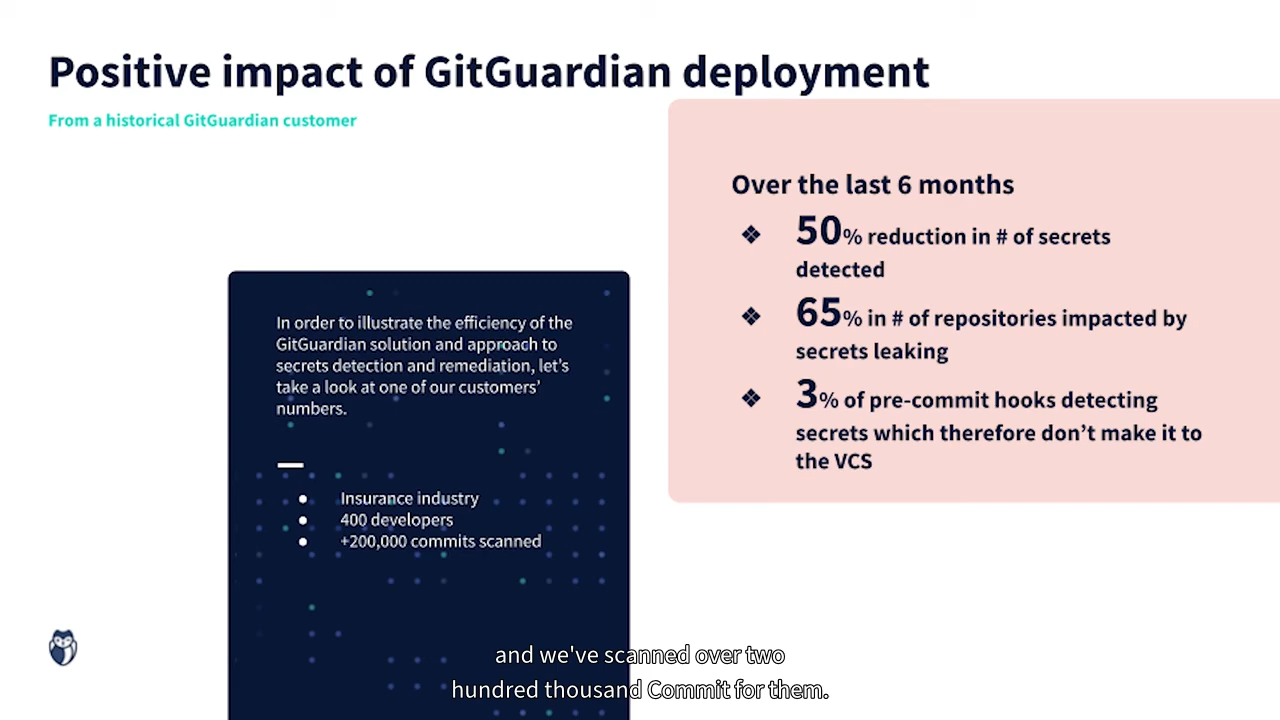 Positive impact of GitGuardian deployment
From a historical GitGuardian customer
Over the last 6 months
❖ 50% reduction in # of secrets
detected
❖ 65% in # of repositories impacted by
secrets leaking
❖ 3% of pre-commit hooks detecting
secrets which therefore don’t make it to
the VCS
In order to illustrate the efficiency of the
GitGuardian solution and approach to
secrets detection and remediation, let’s
take a look at one of our customers’
numbers.
● Insurance industry
● 400 developers
● +200,000 commits scanned
and we've scanned over two
hundred thousand Commit for them.